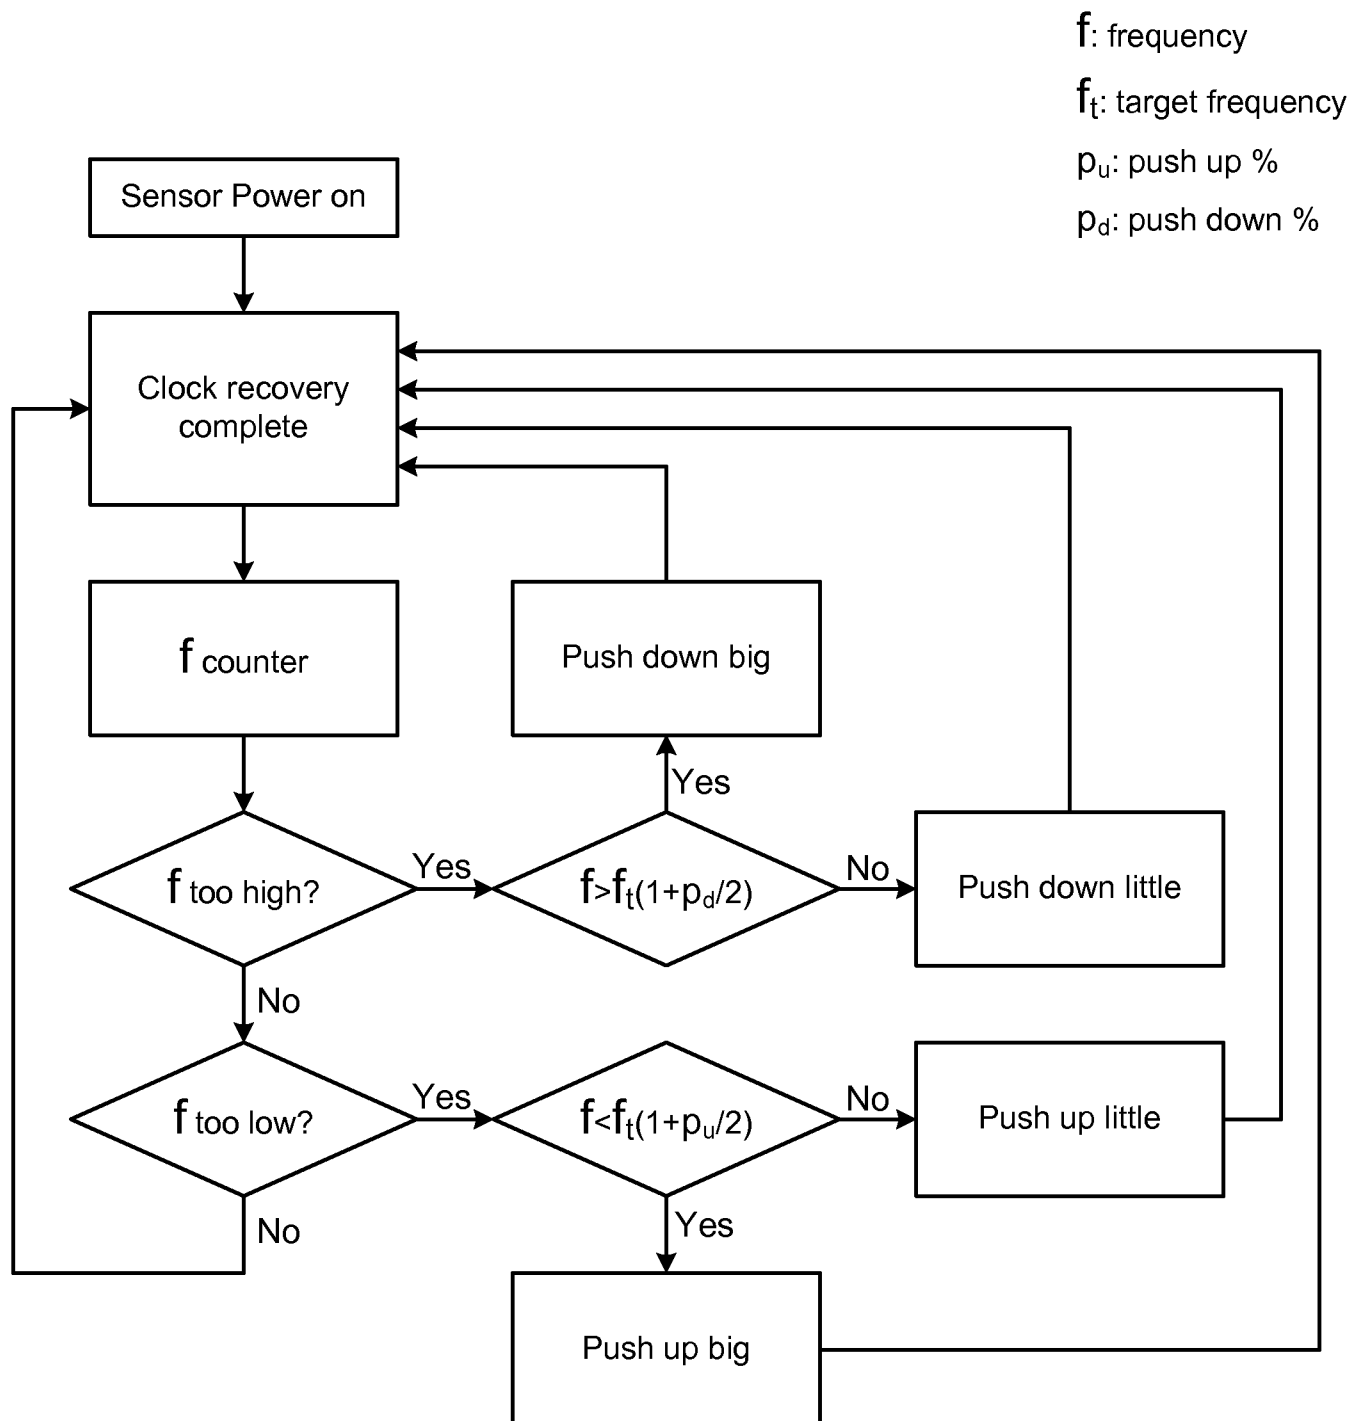 f: frequency
fₜ: target frequency
pᵤ: push up %
p_d: push down %
Sensor Power on
Clock recovery
complete
f counter
Push down big
Yes
f too high?
Yes
f>fₜ(1+p_d/2)
No
Push down little
No
f too low?
Yes
f<fₜ(1+pᵤ/2)
No
Push up little
No
Yes
Push up big